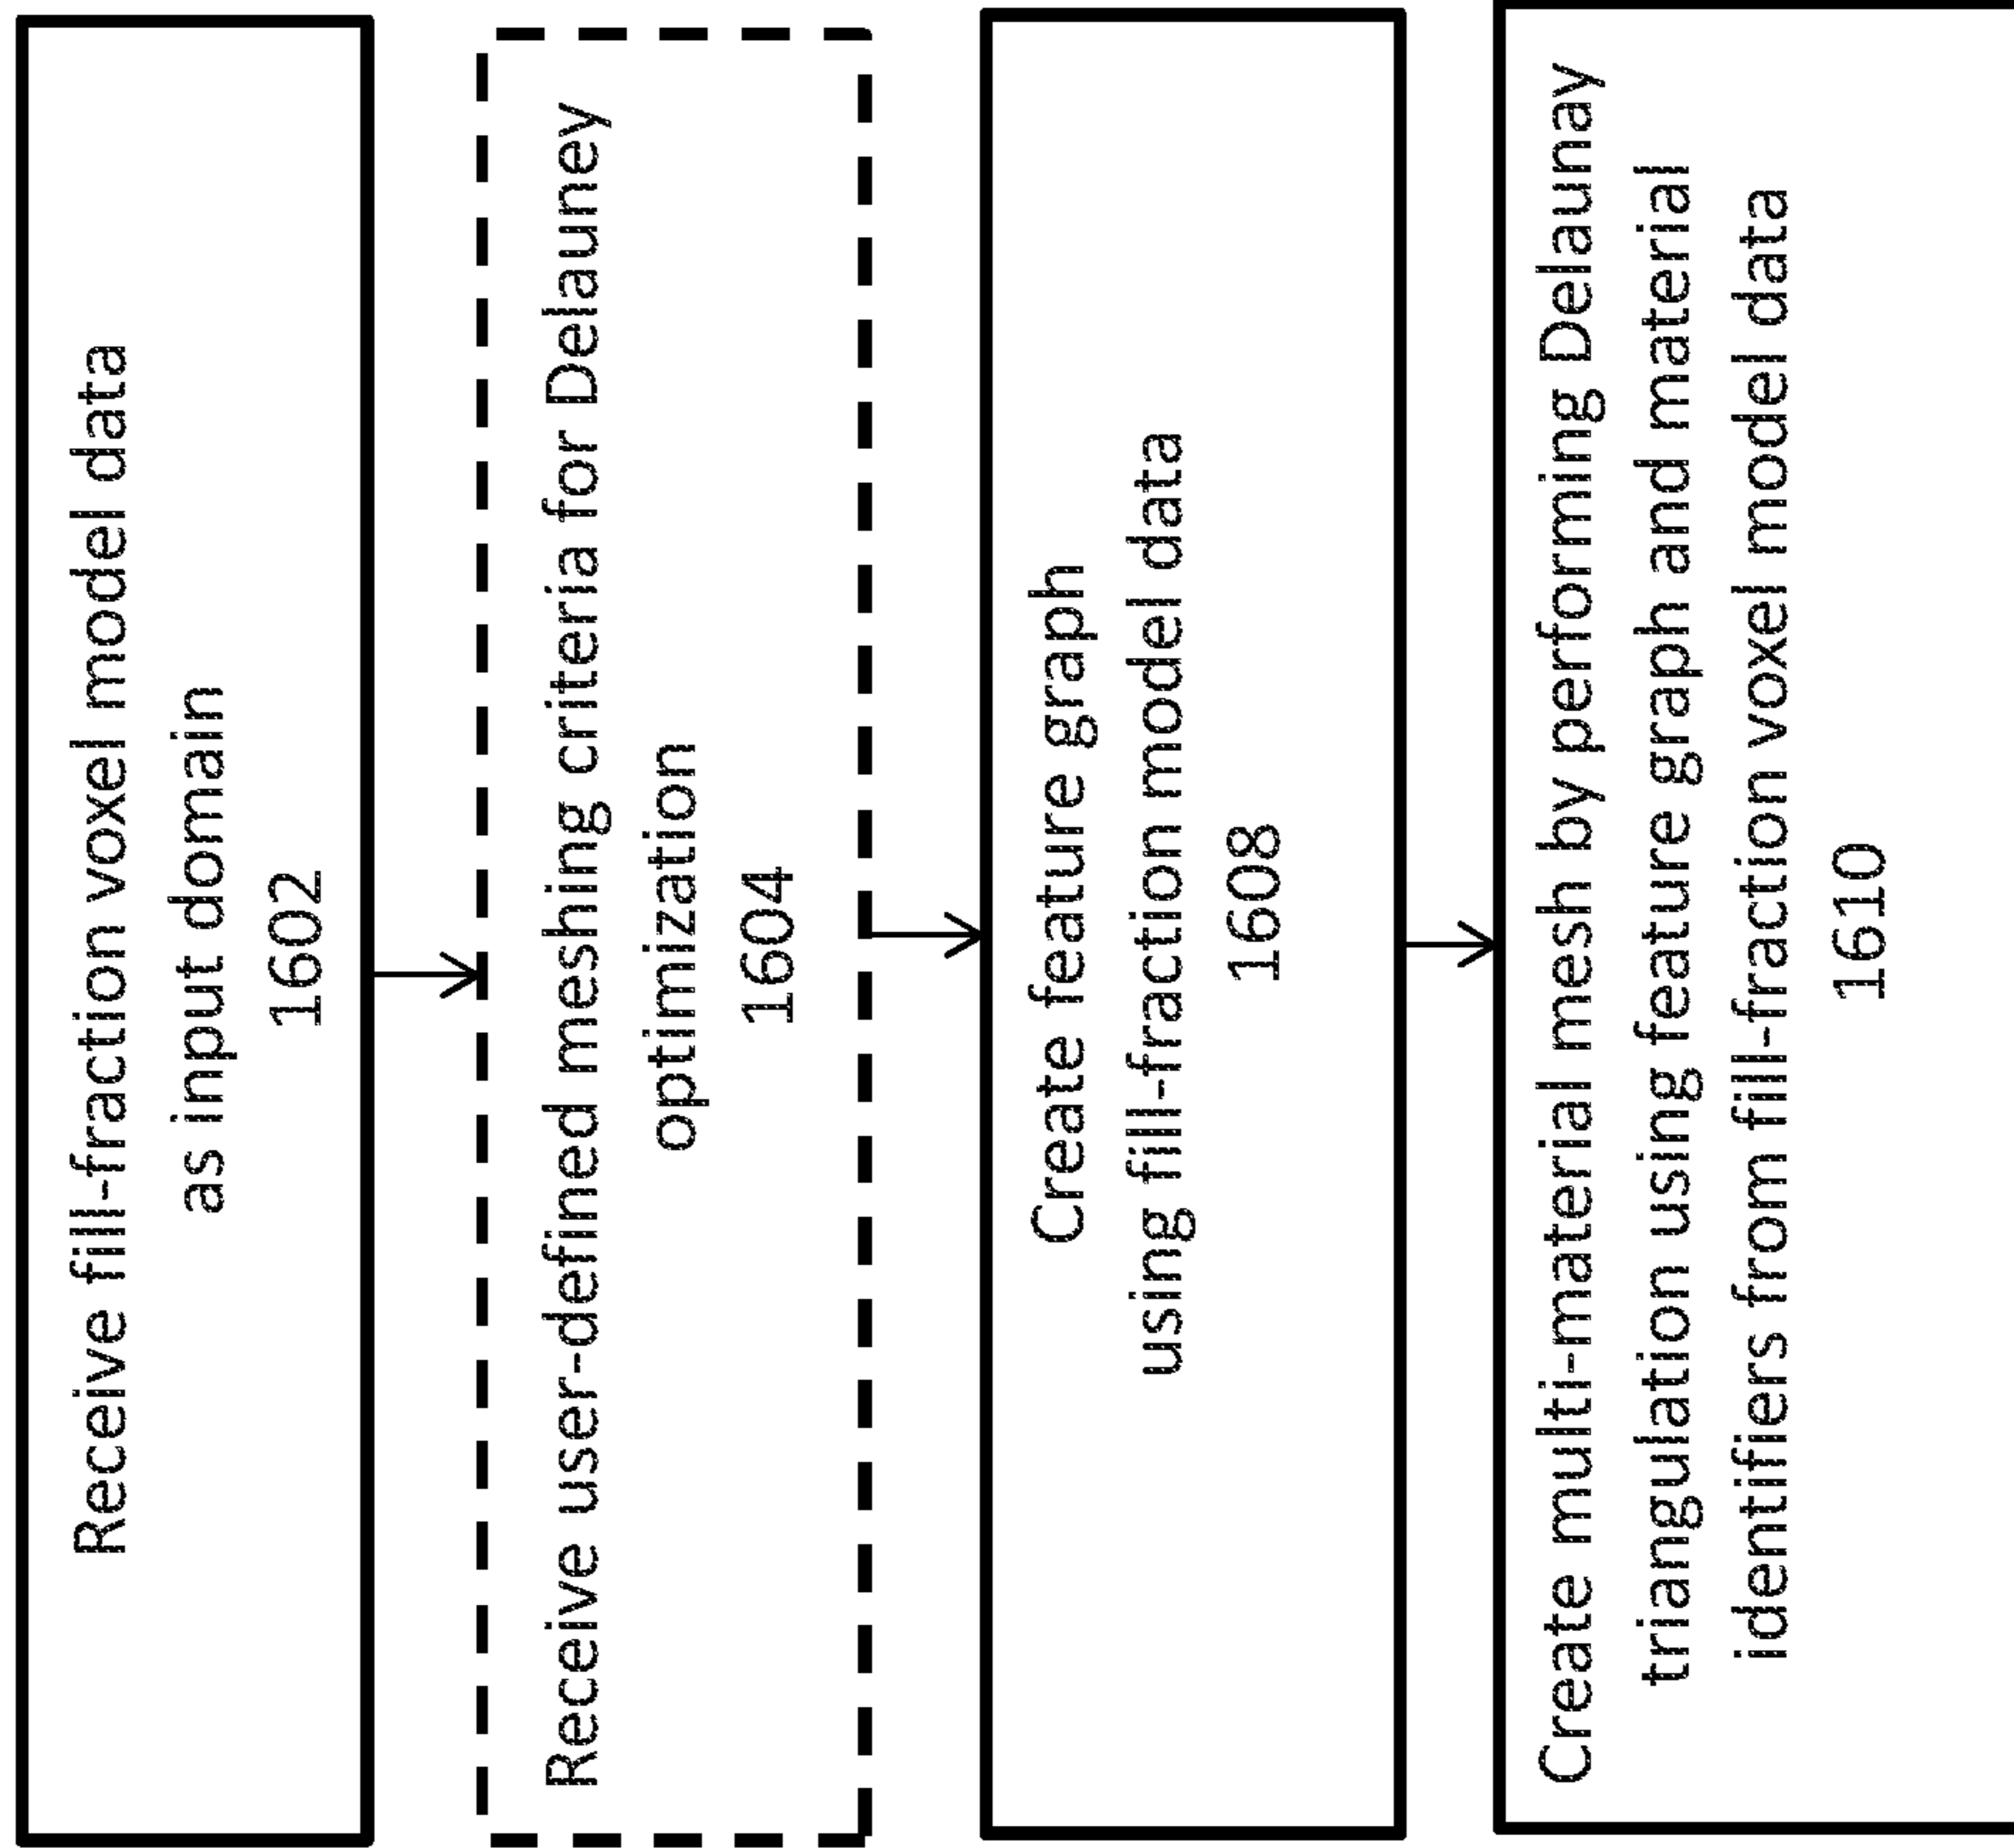 Receive fill-fraction voxel model data
as input domain
1602
Receive user-defined meshing criteria for Delauney
optimization
1604
Create feature graph
using fill-fraction model data
1608
Create multi-material mesh by performing Delaunay
triangulation using feature graph and material
identifiers from fill-fraction voxel model data
1610